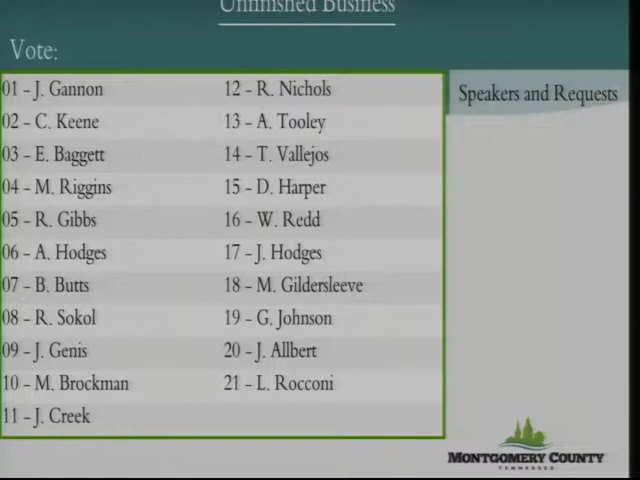 Unfinished Business
Vote:
01 – J. Gannon
02 – C. Keene
03 – E. Baggett
04 – M. Riggins
05 – R. Gibbs
06 – A. Hodges
07 – B. Butts
08 – R. Sokol
09 – J. Genis
10 – M. Brockman
11 – J. Creek
12 – R. Nichols
13 – A. Tooley
14 – T. Vallejos
15 – D. Harper
16 – W. Redd
17 – J. Hodges
18 – M. Gildersleeve
19 – G. Johnson
20 – J. Allbert
21 – L. Rocconi
Speakers and Requests
MONTGOMERY COUNTY
TENNESSEE